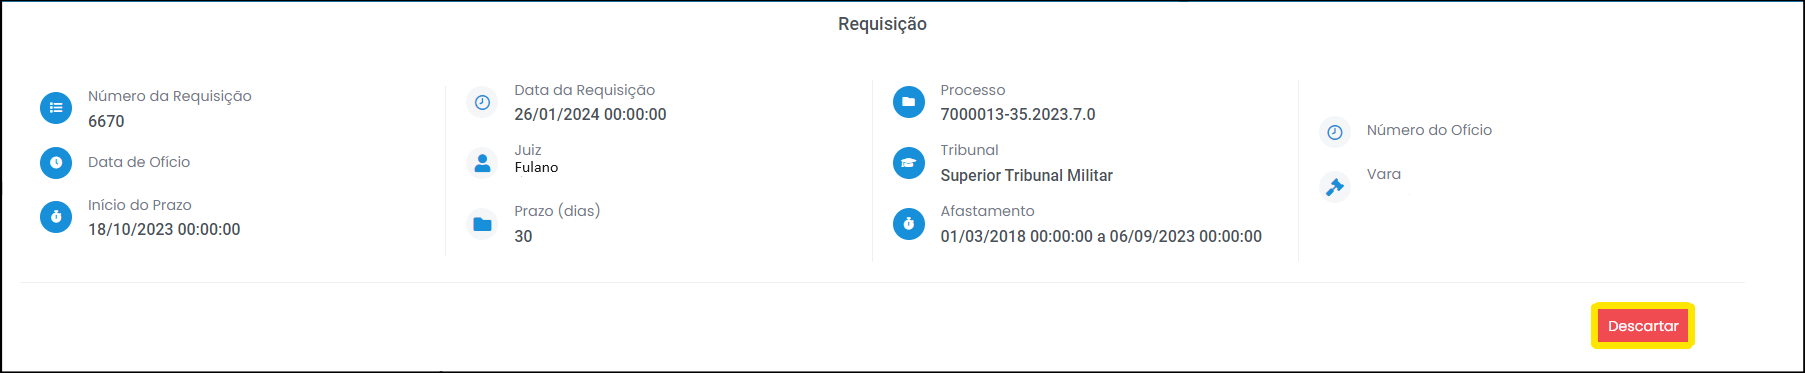 Requisição
Número da Requisição
6670
Data de Ofício
Início do Prazo
18/10/2023 00:00:00
Data da Requisição
26/01/2024 00:00:00
Juiz
Fulano
Prazo (dias)
30
Processo
7000013-35.2023.7.0
Tribunal
Superior Tribunal Militar
Afastamento
01/03/2018 00:00:00 a 06/09/2023 00:00:00
Número do Ofício
Vara
Descartar